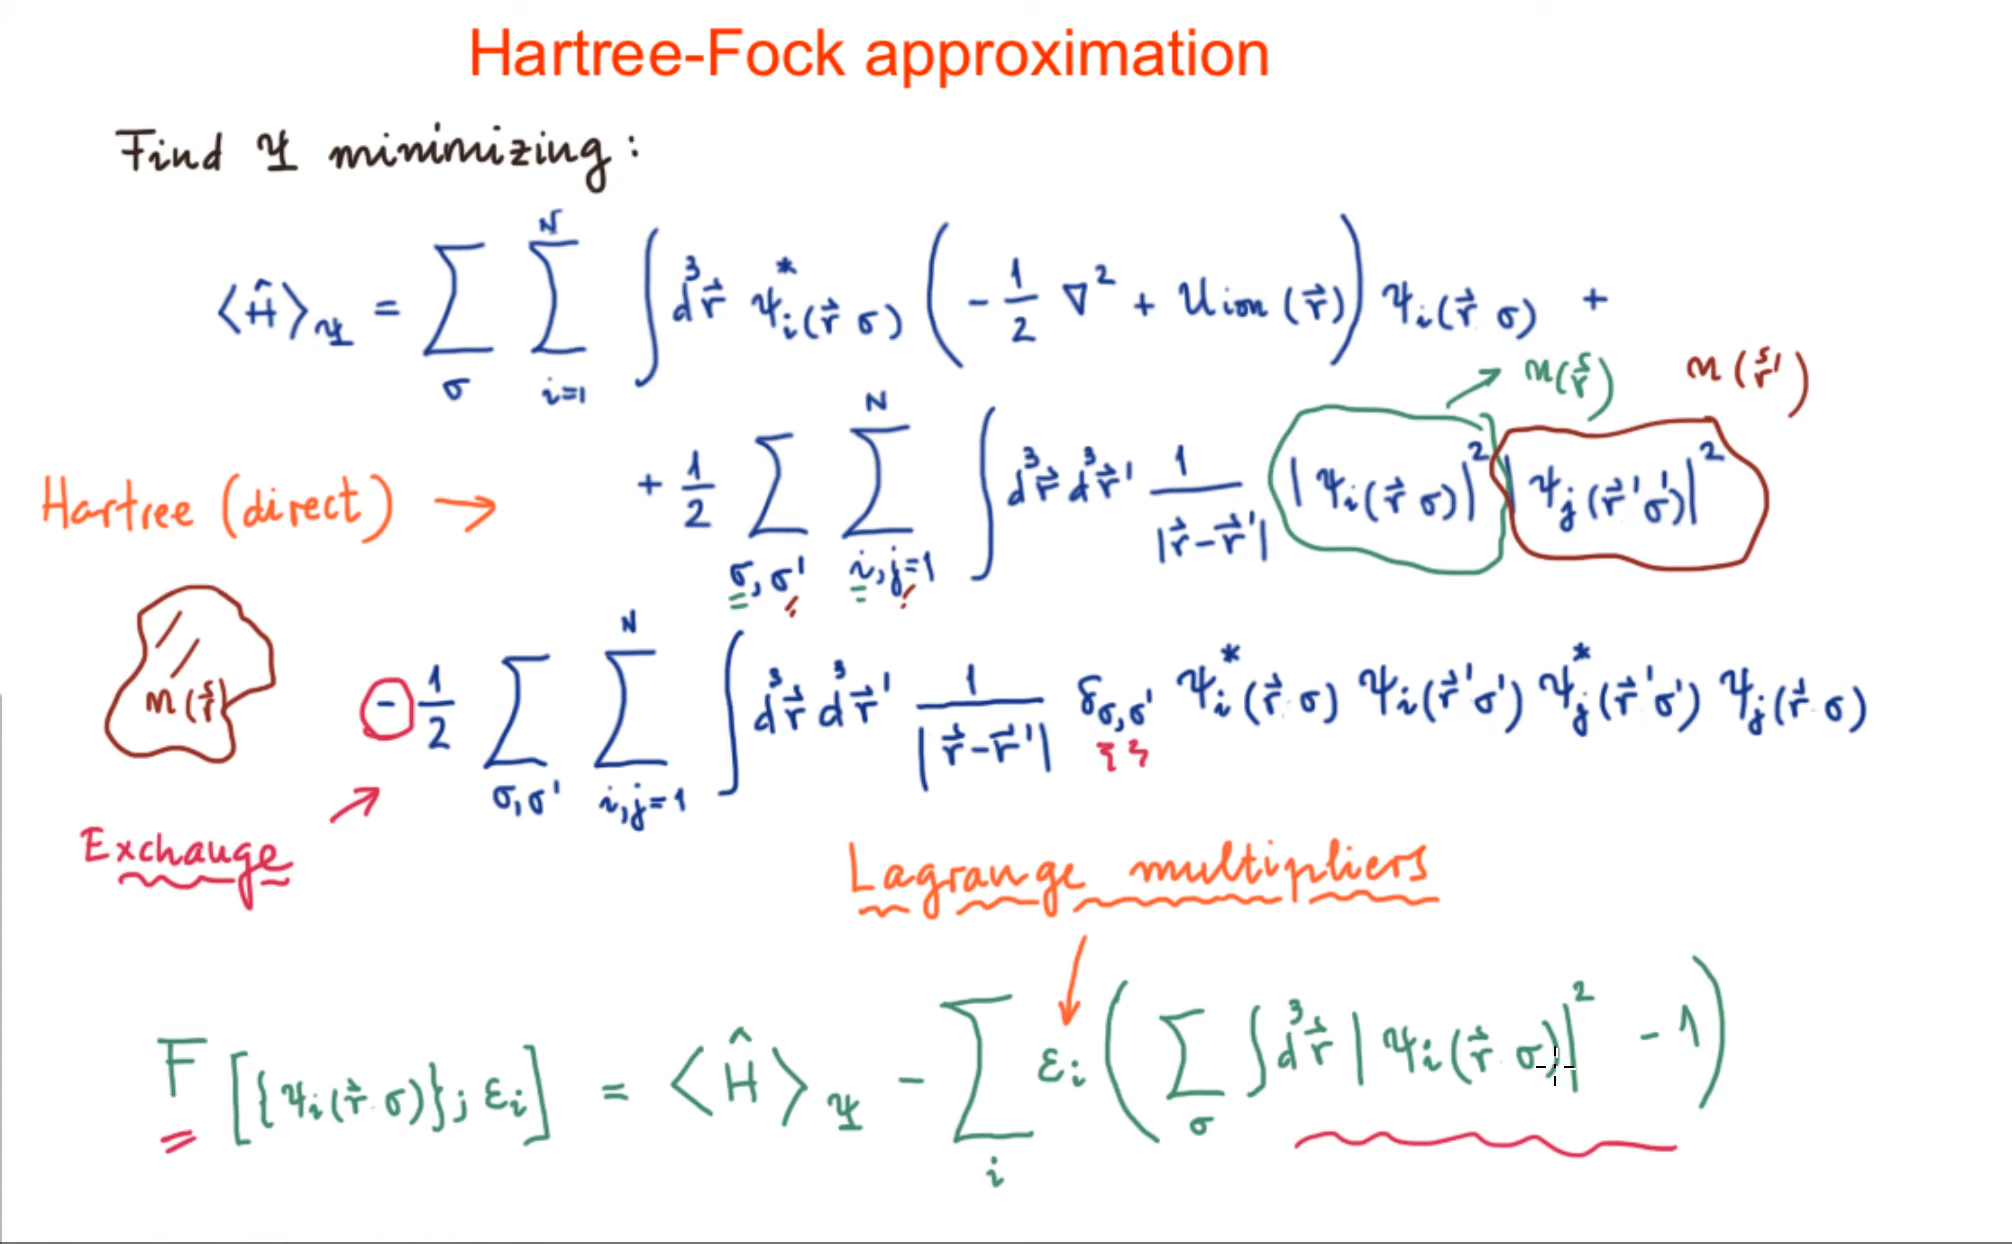 Hartree-Fock approximation
Find Ψ minimizing:
⟨Ĥ⟩_Ψ = Σ_σ Σ_{i=1}^{N} ∫ d³r⃗ ψ*_i(r⃗ σ) ( - 1/2 ∇² + U_ion (r⃗) ) ψ_i(r⃗ σ) +
n(r⃗) n(r⃗')
Hartree (direct) → + 1/2 Σ_{σ,σ'} Σ_{i,j=1}^{N} ∫ d³r⃗ d³r⃗' 1/|r⃗-r⃗'| |ψ_i(r⃗ σ)|² |ψ_j(r⃗'σ')|²
n(r⃗) - 1/2 Σ_{σ,σ'} Σ_{i,j=1}^{N} ∫ d³r⃗ d³r⃗' 1/|r⃗-r⃗'| δ_{σ,σ'} ψ*_i(r⃗ σ) ψ_i(r⃗'σ') ψ*_j(r⃗'σ') ψ_j(r⃗ σ)
Exchange
Lagrange multipliers
F [{ψ_i(r⃗ σ)}; ε_i] = ⟨Ĥ⟩_Ψ - Σ_i ε_i ( Σ_σ ∫ d³r⃗ |ψ_i(r⃗ σ)|² - 1 )